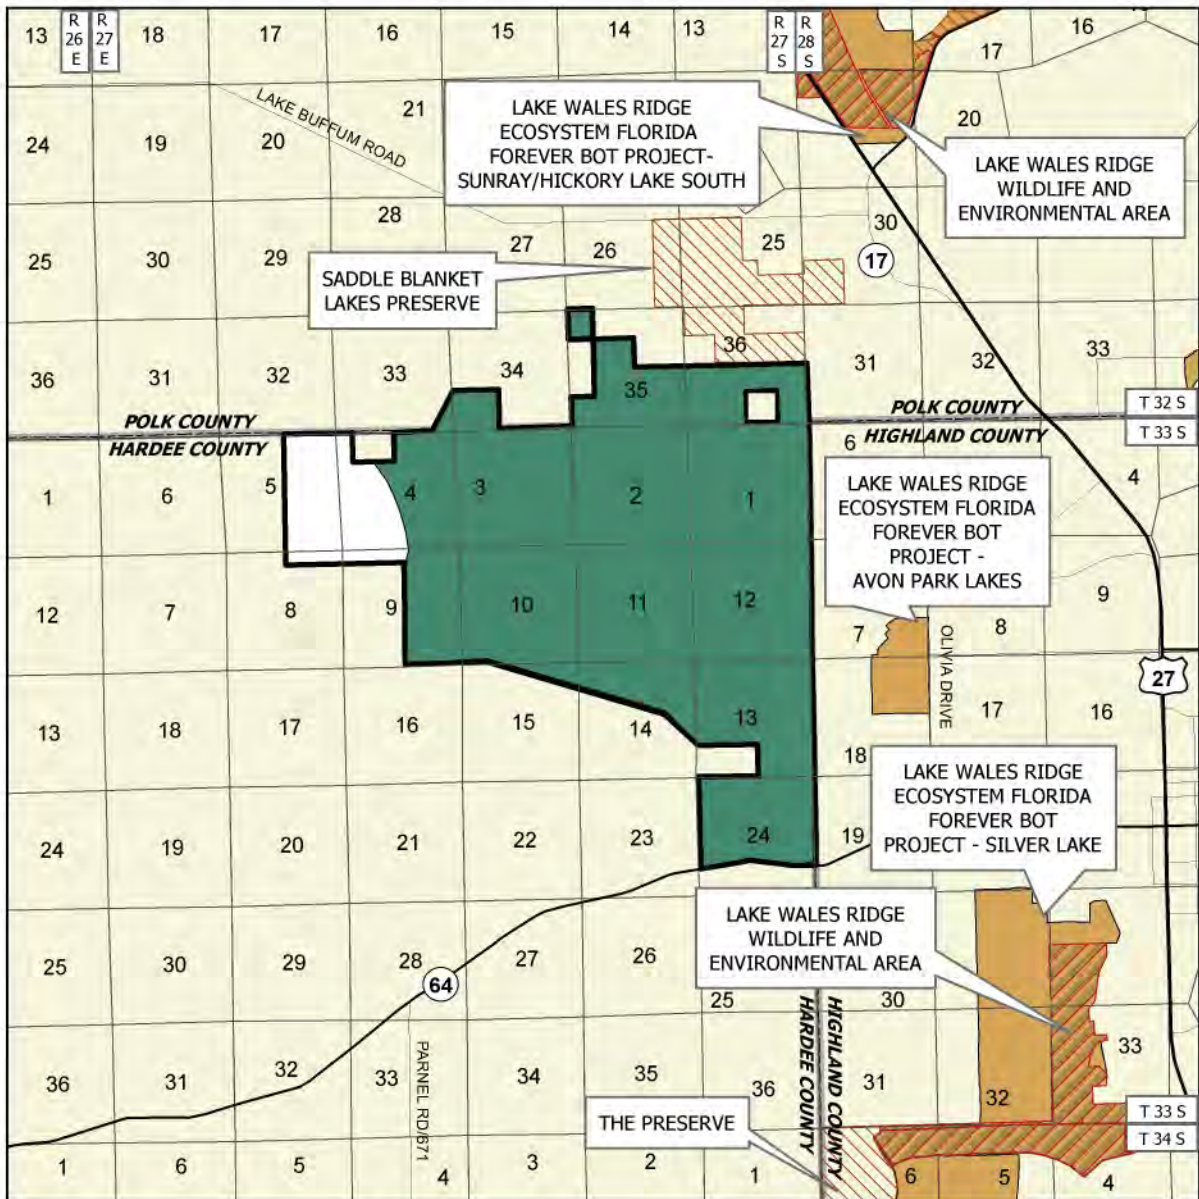 13
R
26
E
R
27
E
18
17
16
15
14
13
R
27
S
R
28
S
17
16
LAKE BUFFUM ROAD
21
24
19
20
LAKE WALES RIDGE
ECOSYSTEM FLORIDA
FOREVER BOT PROJECT-
SUNRAY/HICKORY LAKE SOUTH
20
LAKE WALES RIDGE
WILDLIFE AND
ENVIRONMENTAL AREA
28
30
25
30
29
27
26
25
17
SADDLE BLANKET
LAKES PRESERVE
36
31
32
33
34
35
36
31
32
33
POLK COUNTY
HARDEE COUNTY
POLK COUNTY
HIGHLAND COUNTY
T 32 S
T 33 S
1
6
5
4
3
2
1
6
4
LAKE WALES RIDGE
ECOSYSTEM FLORIDA
FOREVER BOT
PROJECT -
AVON PARK LAKES
12
7
8
9
10
11
12
7
8
9
OLIVIA DRIVE
27
13
18
17
16
15
14
13
18
17
16
LAKE WALES RIDGE
ECOSYSTEM FLORIDA
FOREVER BOT
PROJECT - SILVER LAKE
24
19
20
21
22
23
24
19
LAKE WALES RIDGE
WILDLIFE AND
ENVIRONMENTAL AREA
25
30
29
28
27
26
25
30
64
HARDEE COUNTY
HIGHLAND COUNTY
33
36
31
32
33
PARNEL RD/671
34
35
36
31
32
THE PRESERVE
T 33 S
T 34 S
1
6
5
4
3
2
1
6
5
4